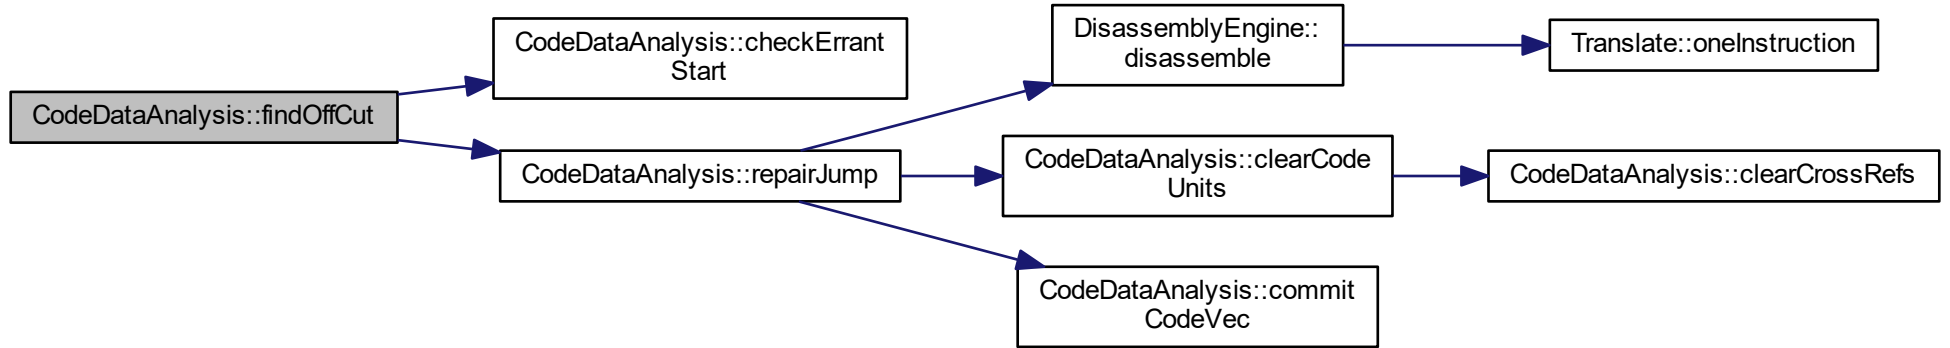 CodeDataAnalysis::findOffCut
CodeDataAnalysis::checkErrant
Start
CodeDataAnalysis::repairJump
DisassemblyEngine::
disassemble
Translate::oneInstruction
CodeDataAnalysis::clearCode
Units
CodeDataAnalysis::clearCrossRefs
CodeDataAnalysis::commit
CodeVec